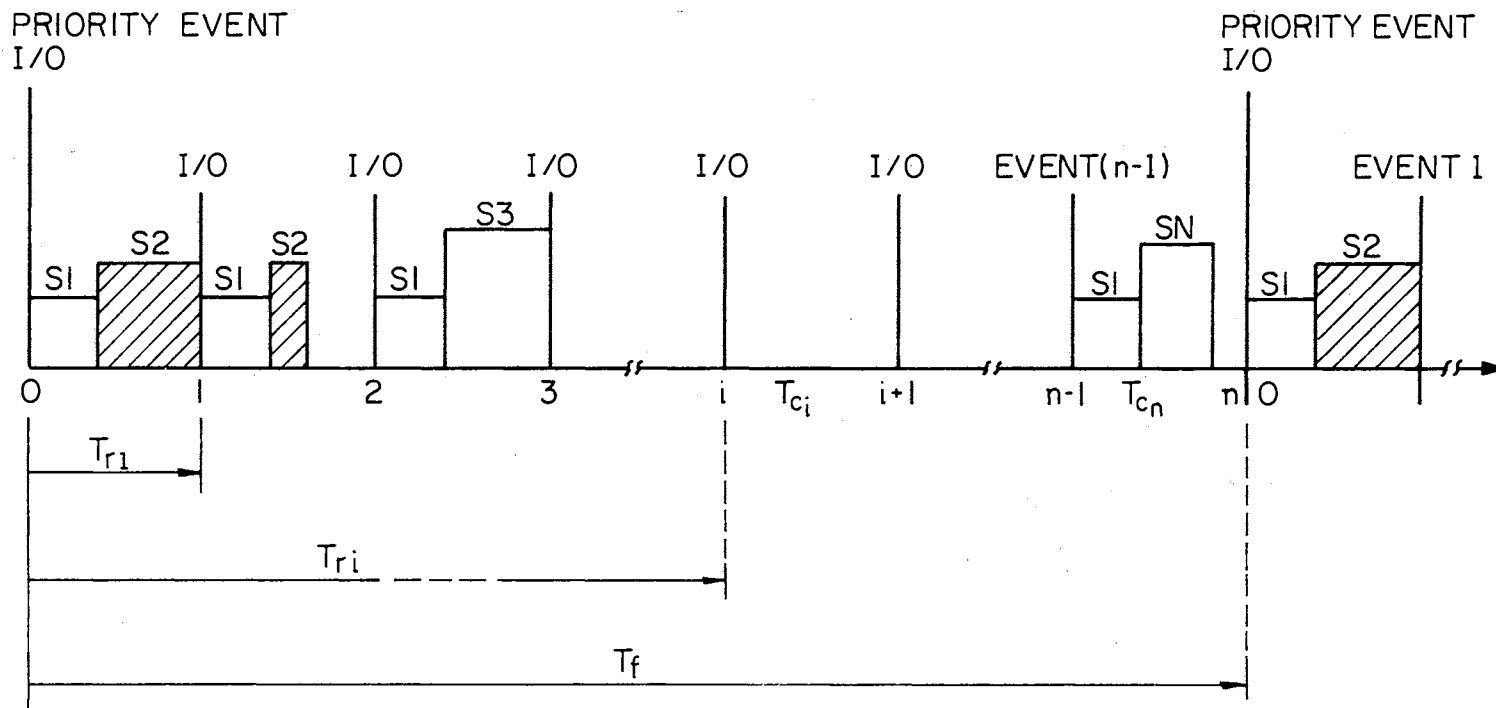 PRIORITY EVENT
I/O
PRIORITY EVENT
I/O
I/O
I/O
I/O
I/O
I/O
EVENT(n-1)
EVENT 1
S1
S2
S1
S2
S1
S3
S1
SN
S1
S2
0
1
2
3
i
Tci
i+1
n-1
Tcn
n
0
Tr1
Tri
Tf